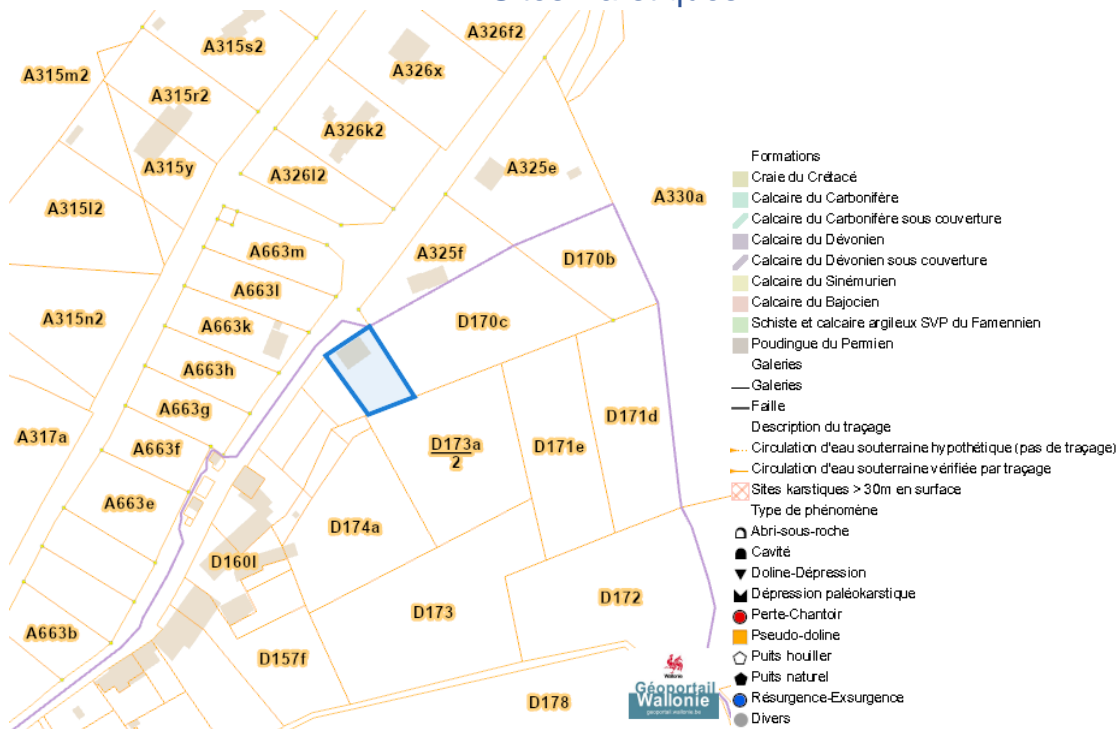 A326f2
A315s2
A315m2
A326x
A315r2
A326k2
A315y
A325e
A326l2
A330a
A315l2
A663m
A325f
D170b
A663l
A315n2
A663k
D170c
A663h
A663g
D171d
A317a
A663f
D173a
2
D171e
A663e
D174a
D160l
D172
D173
A663b
D157f
D178
Wallonie
Géoportail
Wallonie
geoportail.wallonie.be
Formations
Craie du Crétacé
Calcaire du Carbonifère
Calcaire du Carbonifère sous couverture
Calcaire du Dévonien
Calcaire du Dévonien sous couverture
Calcaire du Sinémurien
Calcaire du Bajocien
Schiste et calcaire argileux SVP du Famennien
Poudingue du Permien
Galeries
Galeries
Faille
Description du traçage
Circulation d'eau souterraine hypothétique (pas de traçage)
Circulation d'eau souterraine vérifiée par traçage
Sites karstiques > 30m en surface
Type de phénomène
Abri-sous-roche
Cavité
Doline-Dépression
Dépression paléokarstique
Perte-Chantoir
Pseudo-doline
Puits houiller
Puits naturel
Résurgence-Exsurgence
Divers